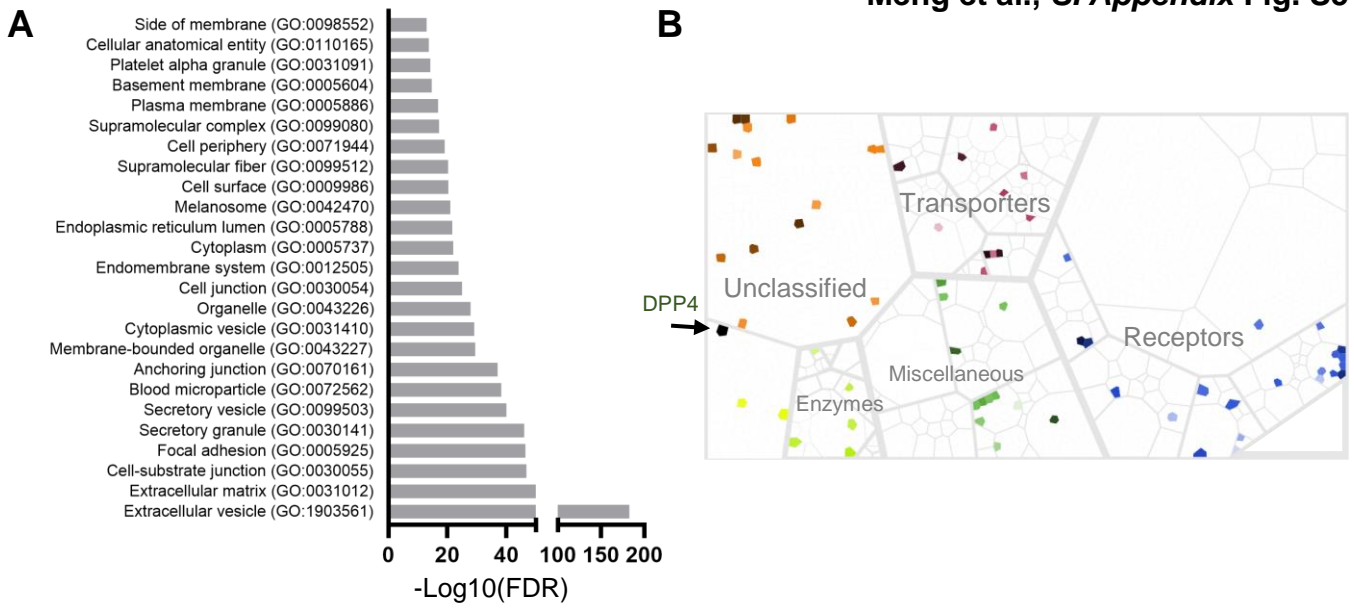 Meng et al., SI Appendix Fig. S
A
B
Side of membrane (GO:0098552)
Cellular anatomical entity (GO:0110165)
Platelet alpha granule (GO:0031091)
Basement membrane (GO:0005604)
Plasma membrane (GO:0005886)
Supramolecular complex (GO:0099080)
Cell periphery (GO:0071944)
Supramolecular fiber (GO:0099512)
Cell surface (GO:0009986)
Melanosome (GO:0042470)
Endoplasmic reticulum lumen (GO:0005788)
Cytoplasm (GO:0005737)
Endomembrane system (GO:0012505)
Cell junction (GO:0030054)
Organelle (GO:0043226)
Cytoplasmic vesicle (GO:0031410)
Membrane-bounded organelle (GO:0043227)
Anchoring junction (GO:0070161)
Blood microparticle (GO:0072562)
Secretory vesicle (GO:0099503)
Secretory granule (GO:0030141)
Focal adhesion (GO:0005925)
Cell-substrate junction (GO:0030055)
Extracellular matrix (GO:0031012)
Extracellular vesicle (GO:1903561)
0 20 40 100 150 200
-Log10(FDR)
Transporters
Unclassified
DPP4
Receptors
Miscellaneous
Enzymes